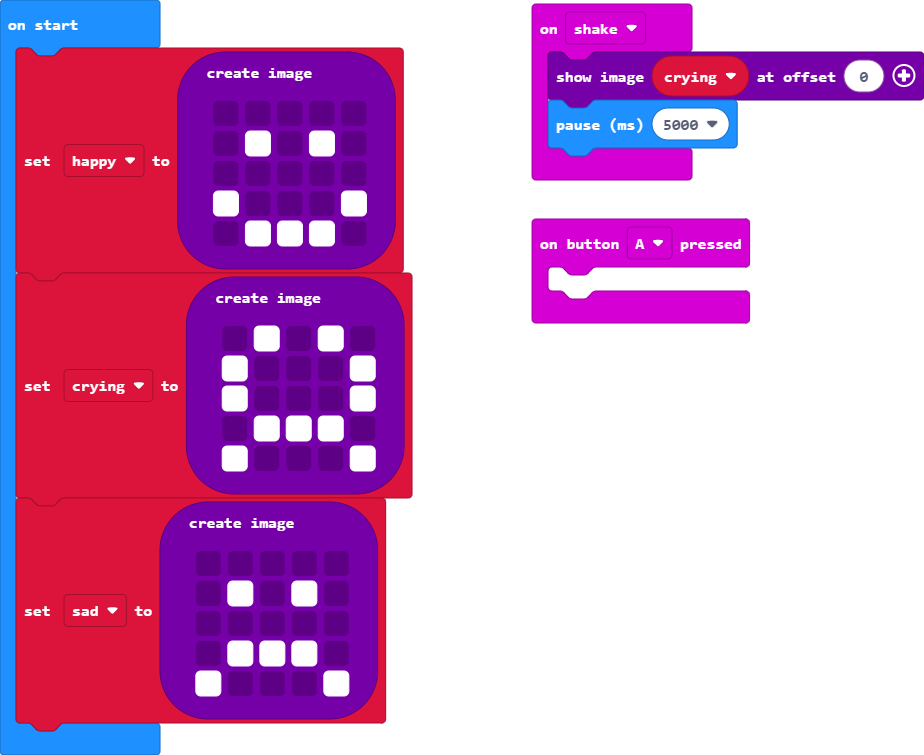 on start
create image
set happy to
create image
set crying to
create image
set sad to
on shake
show image crying at offset 0
pause (ms) 5000
on button A pressed